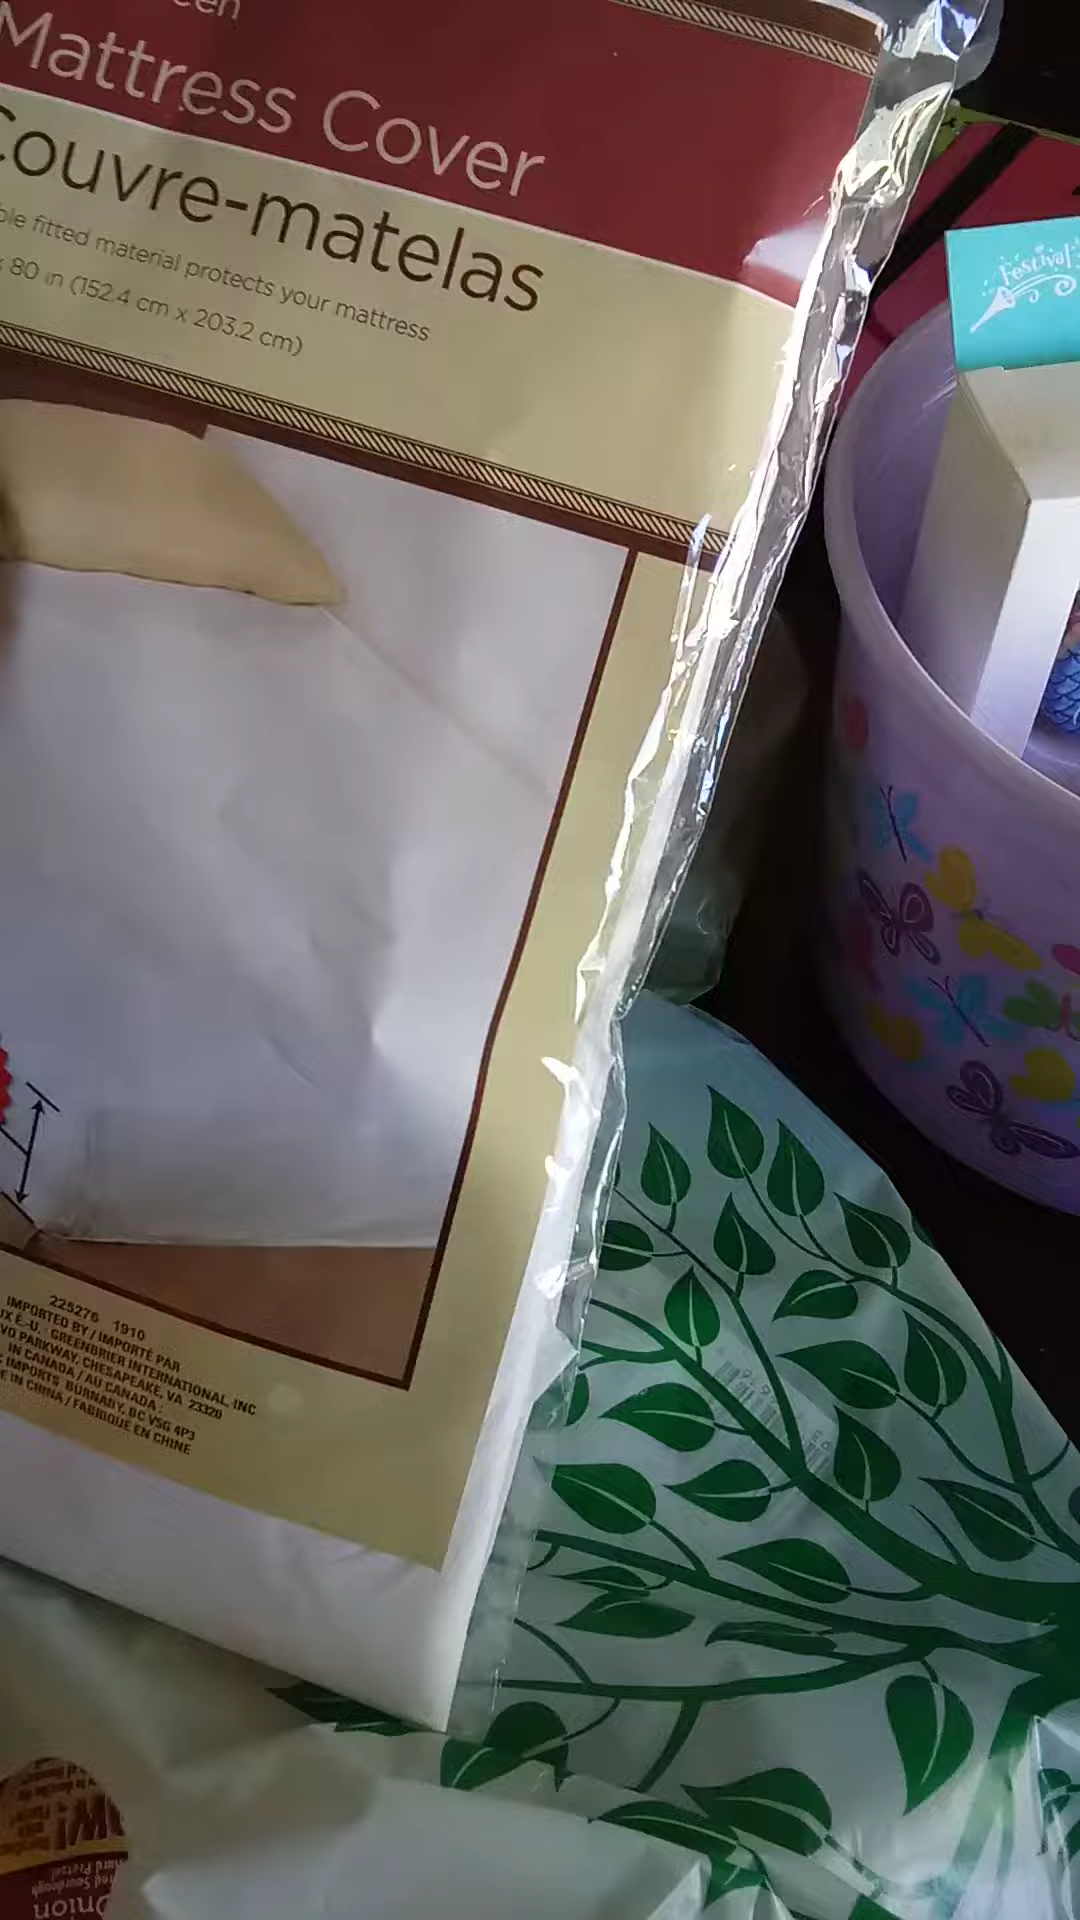 Mattress Cover
Couvre-matelas
fitted material protects your mattress
80 in (152.4 cm x 203.2 cm)
Festival
225276 1910
IMPORTED BY / IMPORTÉ PAR
É.-U. : GREENBRIER INTERNATIONAL, INC
PARKWAY, CHESAPEAKE, VA 23320
IN CANADA / AU CANADA :
IMPORTS, BURNABY, BC V5G 4P3
IN CHINA / FABRIQUÉ EN CHINE